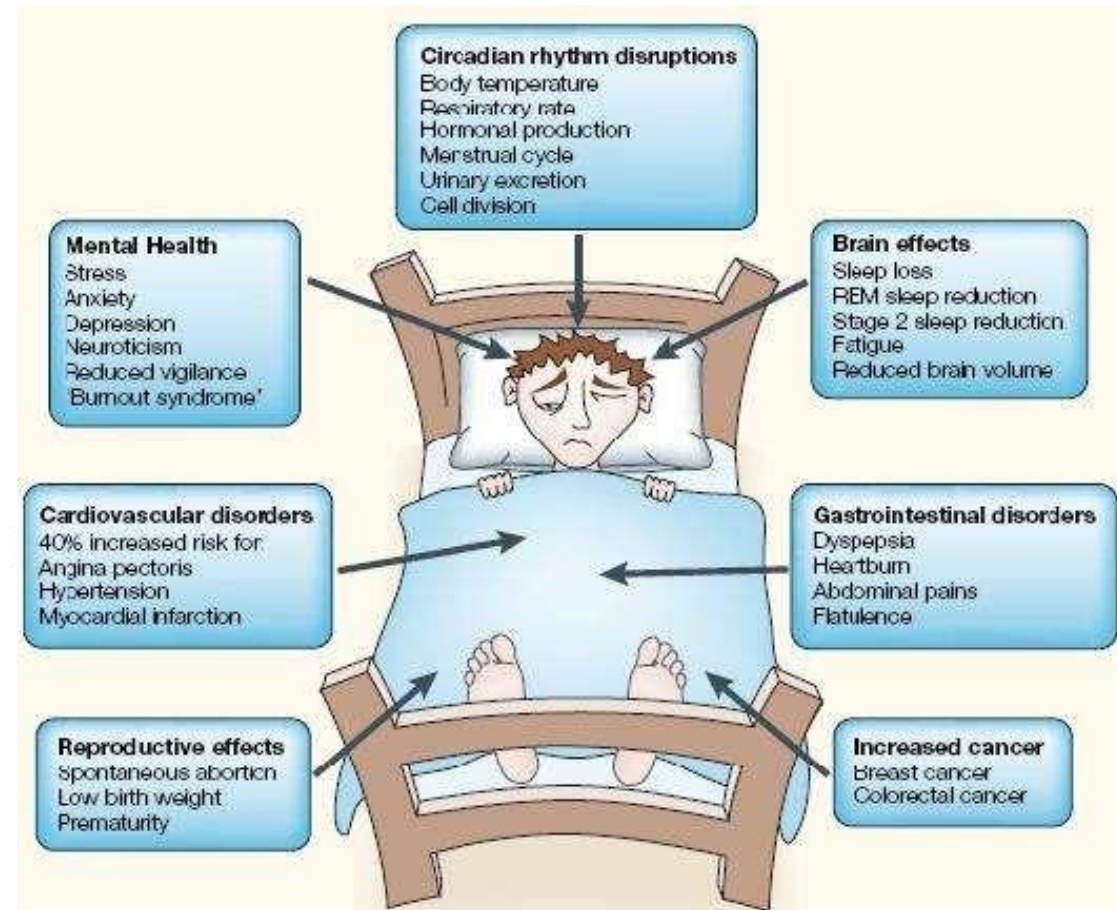 Circadian rhythm disruptions
Body temperature
Respiratory rate
Hormonal production
Menstrual cycle
Urinary excretion
Cell division
Mental Health
Stress
Anxiety
Depression
Neuroticism
Reduced vigilance
'Burnout syndrome'
Brain effects
Sleep loss
REM sleep reduction
Stage 2 sleep reduction
Fatigue
Reduced brain volume
Cardiovascular disorders
40% increased risk for:
Angina pectoris
Hypertension
Myocardial infarction
Gastrointestinal disorders
Dyspepsia
Heartburn
Abdominal pains
Flatulence
Reproductive effects
Spontaneous abortion
Low birth weight
Prematurity
Increased cancer
Breast cancer
Colorectal cancer